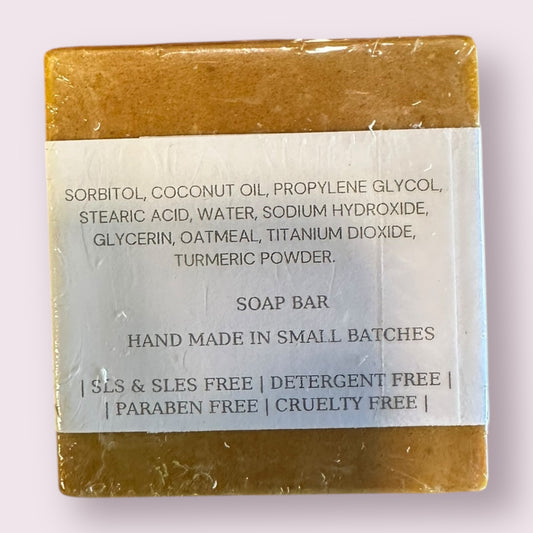 SORBITOL, COCONUT OIL, PROPYLENE GLYCOL,
STEARIC ACID, WATER, SODIUM HYDROXIDE,
GLYCERIN, OATMEAL, TITANIUM DIOXIDE,
TURMERIC POWDER.
SOAP BAR
HAND MADE IN SMALL BATCHES
| SLS & SLES FREE | DETERGENT FREE |
| PARABEN FREE | CRUELTY FREE |